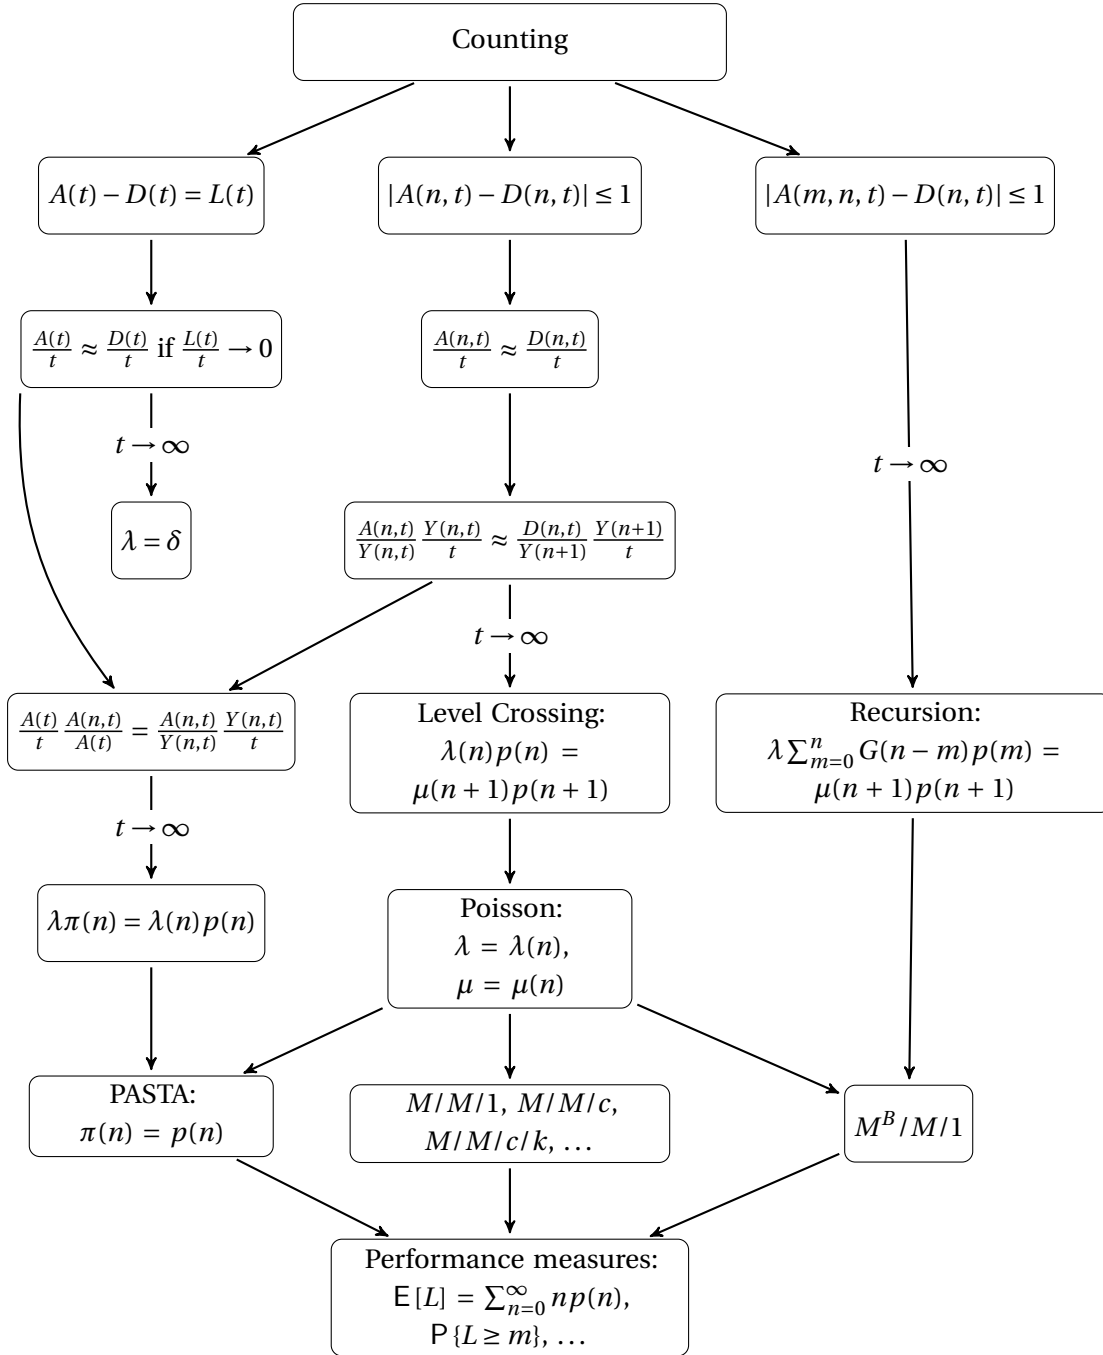 Counting
A(t) − D(t) = L(t)
|A(n, t) − D(n, t)| ≤ 1
|A(m, n, t) − D(n, t)| ≤ 1
A(t)/t ≈ D(t)/t if L(t)/t → 0
A(n,t)/t ≈ D(n,t)/t
t → ∞
t → ∞
λ = δ
A(n,t)/Y(n,t) Y(n,t)/t ≈ D(n,t)/Y(n+1) Y(n+1)/t
t → ∞
A(t)/t A(n,t)/A(t) = A(n,t)/Y(n,t) Y(n,t)/t
Level Crossing:
λ(n)p(n) =
μ(n + 1)p(n + 1)
Recursion:
λ∑_{m=0}^{n} G(n − m)p(m) =
μ(n + 1)p(n + 1)
t → ∞
λπ(n) = λ(n)p(n)
Poisson:
λ = λ(n),
μ = μ(n)
PASTA:
π(n) = p(n)
M/M/1, M/M/c,
M/M/c/k, …
M^B/M/1
Performance measures:
E[L] = ∑_{n=0}^{∞} np(n),
P{L ≥ m}, …